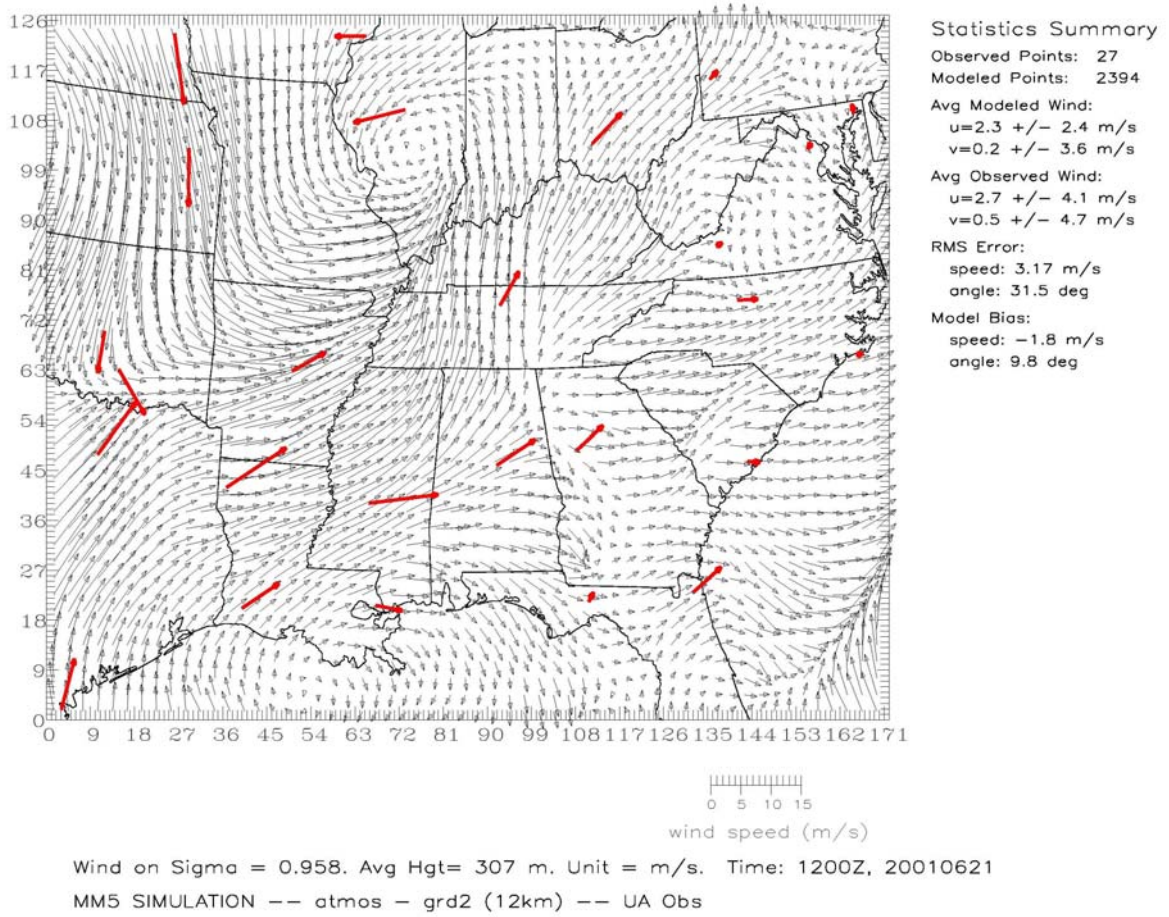 126
117
108
99
90
81
72
63
54
45
36
27
18
9
0
0 9 18 27 36 45 54 63 72 81 90 99 108 117 126 135 144 153 162 171
Statistics Summary
Observed Points: 27
Modeled Points: 2394
Avg Modeled Wind:
u=2.3 +/- 2.4 m/s
v=0.2 +/- 3.6 m/s
Avg Observed Wind:
u=2.7 +/- 4.1 m/s
v=0.5 +/- 4.7 m/s
RMS Error:
speed: 3.17 m/s
angle: 31.5 deg
Model Bias:
speed: -1.8 m/s
angle: 9.8 deg
0 5 10 15
wind speed (m/s)
Wind on Sigma = 0.958. Avg Hgt= 307 m. Unit = m/s. Time: 1200Z, 20010621
MM5 SIMULATION -- atmos - grd2 (12km) -- UA Obs